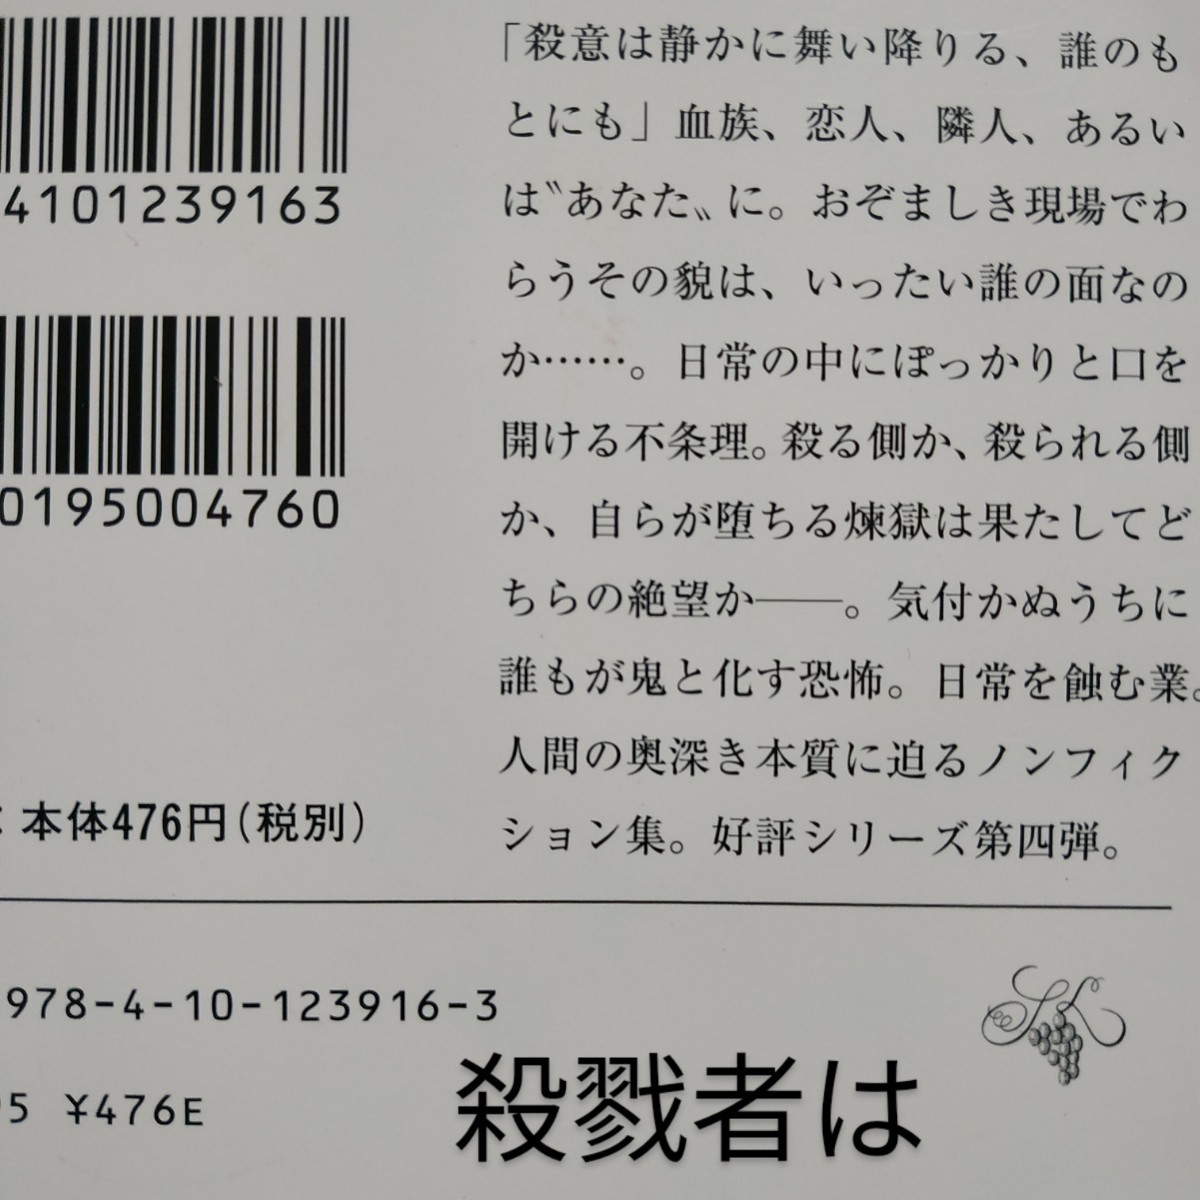 4101239163
0195004760
本体476円(税別)
「殺意は静かに舞い降りる、誰のも
とにも」血族、恋人、隣人、あるい
は〝あなた〟に。おぞましき現場でわ
らうその貌は、いったい誰の面なの
か……。日常の中にぽっかりと口を
開ける不条理。殺る側か、殺られる側
か、自らが堕ちる煉獄は果たしてど
ちらの絶望か――。気付かぬうちに
誰もが鬼と化す恐怖。日常を蝕む業。
人間の奥深き本質に迫るノンフィク
ション集。好評シリーズ第四弾。
978-4-10-123916-3
95 ¥476E
SK
殺戮者は